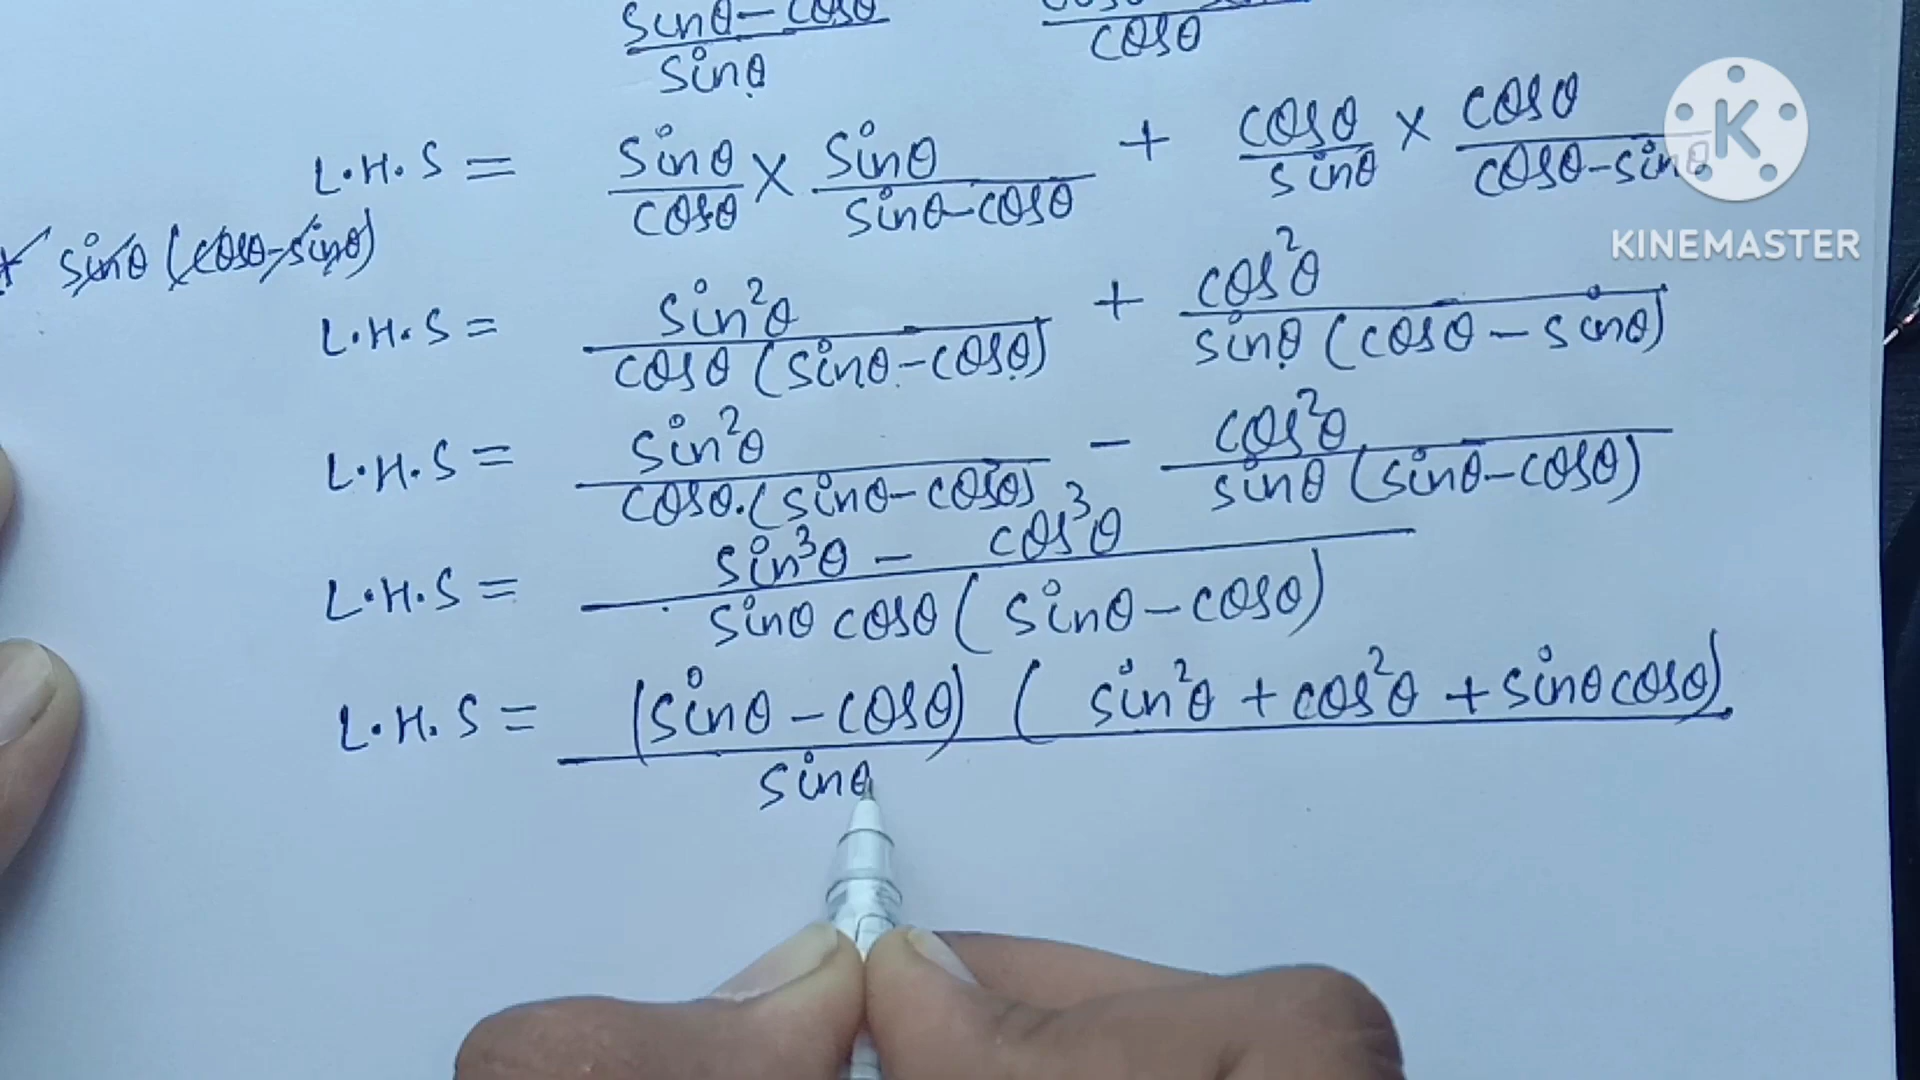 sinθ-cosθ
sinθ cosθ
L.H.S = sinθ/cosθ × sinθ/sinθ-cosθ + cosθ/sinθ × cosθ/cosθ-sinθ
K
KINEMASTER
sinθ (cosθ-sinθ)
L.H.S = sin²θ/cosθ (sinθ-cosθ) + cos²θ/sinθ (cosθ-sinθ)
L.H.S = sin²θ/cosθ.(sinθ-cosθ) - cos²θ/sinθ (sinθ-cosθ)
L.H.S = sin³θ - cos³θ/sinθ cosθ (sinθ-cosθ)
L.H.S = (sinθ-cosθ) (sin²θ + cos²θ + sinθcosθ)
sinθ